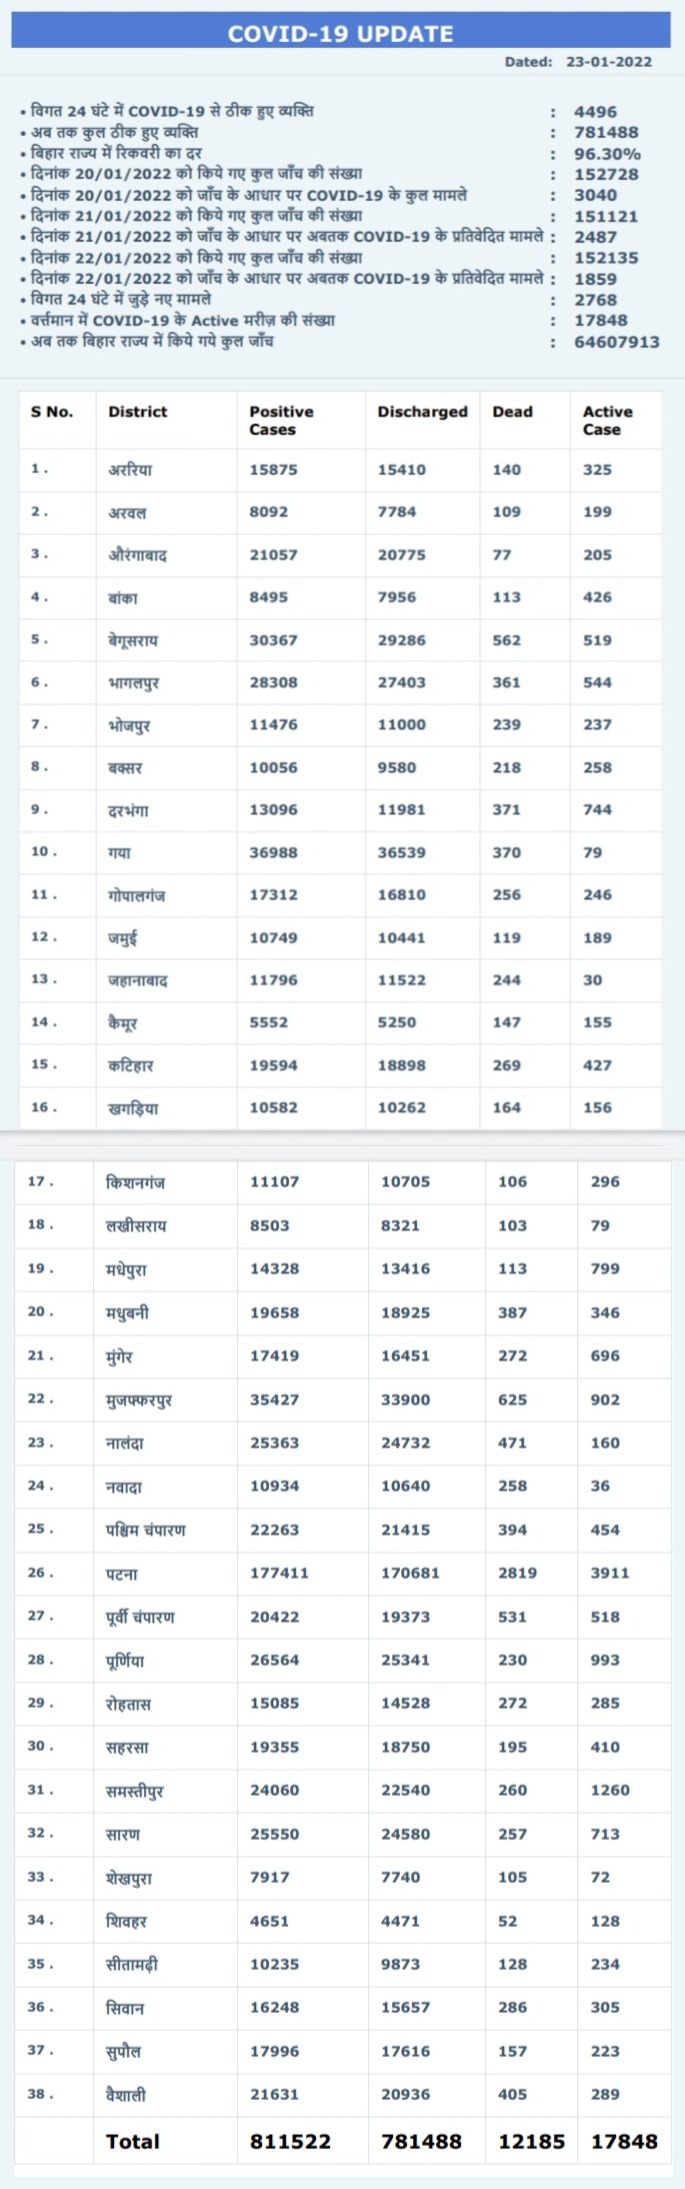 COVID-19 UPDATE
Dated: 23-01-2022
• विगत 24 घंटे में COVID-19 से ठीक हुए व्यक्ति : 4496
• अब तक कुल ठीक हुए व्यक्ति : 781488
• बिहार राज्य में रिकवरी का दर : 96.30%
• दिनांक 20/01/2022 को किये गए कुल जाँच की संख्या : 152728
• दिनांक 20/01/2022 को जाँच के आधार पर COVID-19 के कुल मामले : 3040
• दिनांक 21/01/2022 को किये गए कुल जाँच की संख्या : 151121
• दिनांक 21/01/2022 को जाँच के आधार पर अबतक COVID-19 के प्रतिवेदित मामले : 2487
• दिनांक 22/01/2022 को किये गए कुल जाँच की संख्या : 152135
• दिनांक 22/01/2022 को जाँच के आधार पर अबतक COVID-19 के प्रतिवेदित मामले : 1859
• विगत 24 घंटे में जुड़े नए मामले : 2768
• वर्त्तमान में COVID-19 के Active मरीज़ की संख्या : 17848
• अब तक बिहार राज्य में किये गये कुल जाँच : 64607913
S No. District Positive Cases Discharged Dead Active Case
1. अररिया 15875 15410 140 325
2. अरवल 8092 7784 109 199
3. औरंगाबाद 21057 20775 77 205
4. बांका 8495 7956 113 426
5. बेगूसराय 30367 29286 562 519
6. भागलपुर 28308 27403 361 544
7. भोजपुर 11476 11000 239 237
8. बक्सर 10056 9580 218 258
9. दरभंगा 13096 11981 371 744
10. गया 36988 36539 370 79
11. गोपालगंज 17312 16810 256 246
12. जमुई 10749 10441 119 189
13. जहानाबाद 11796 11522 244 30
14. कैमूर 5552 5250 147 155
15. कटिहार 19594 18898 269 427
16. खगड़िया 10582 10262 164 156
17. किशनगंज 11107 10705 106 296
18. लखीसराय 8503 8321 103 79
19. मधेपुरा 14328 13416 113 799
20. मधुबनी 19658 18925 387 346
21. मुंगेर 17419 16451 272 696
22. मुजफ्फरपुर 35427 33900 625 902
23. नालंदा 25363 24732 471 160
24. नवादा 10934 10640 258 36
25. पश्चिम चंपारण 22263 21415 394 454
26. पटना 177411 170681 2819 3911
27. पूर्वी चंपारण 20422 19373 531 518
28. पूर्णिया 26564 25341 230 993
29. रोहतास 15085 14528 272 285
30. सहरसा 19355 18750 195 410
31. समस्तीपुर 24060 22540 260 1260
32. सारण 25550 24580 257 713
33. शेखपुरा 7917 7740 105 72
34. शिवहर 4651 4471 52 128
35. सीतामढ़ी 10235 9873 128 234
36. सिवान 16248 15657 286 305
37. सुपौल 17996 17616 157 223
38. वैशाली 21631 20936 405 289
Total 811522 781488 12185 17848